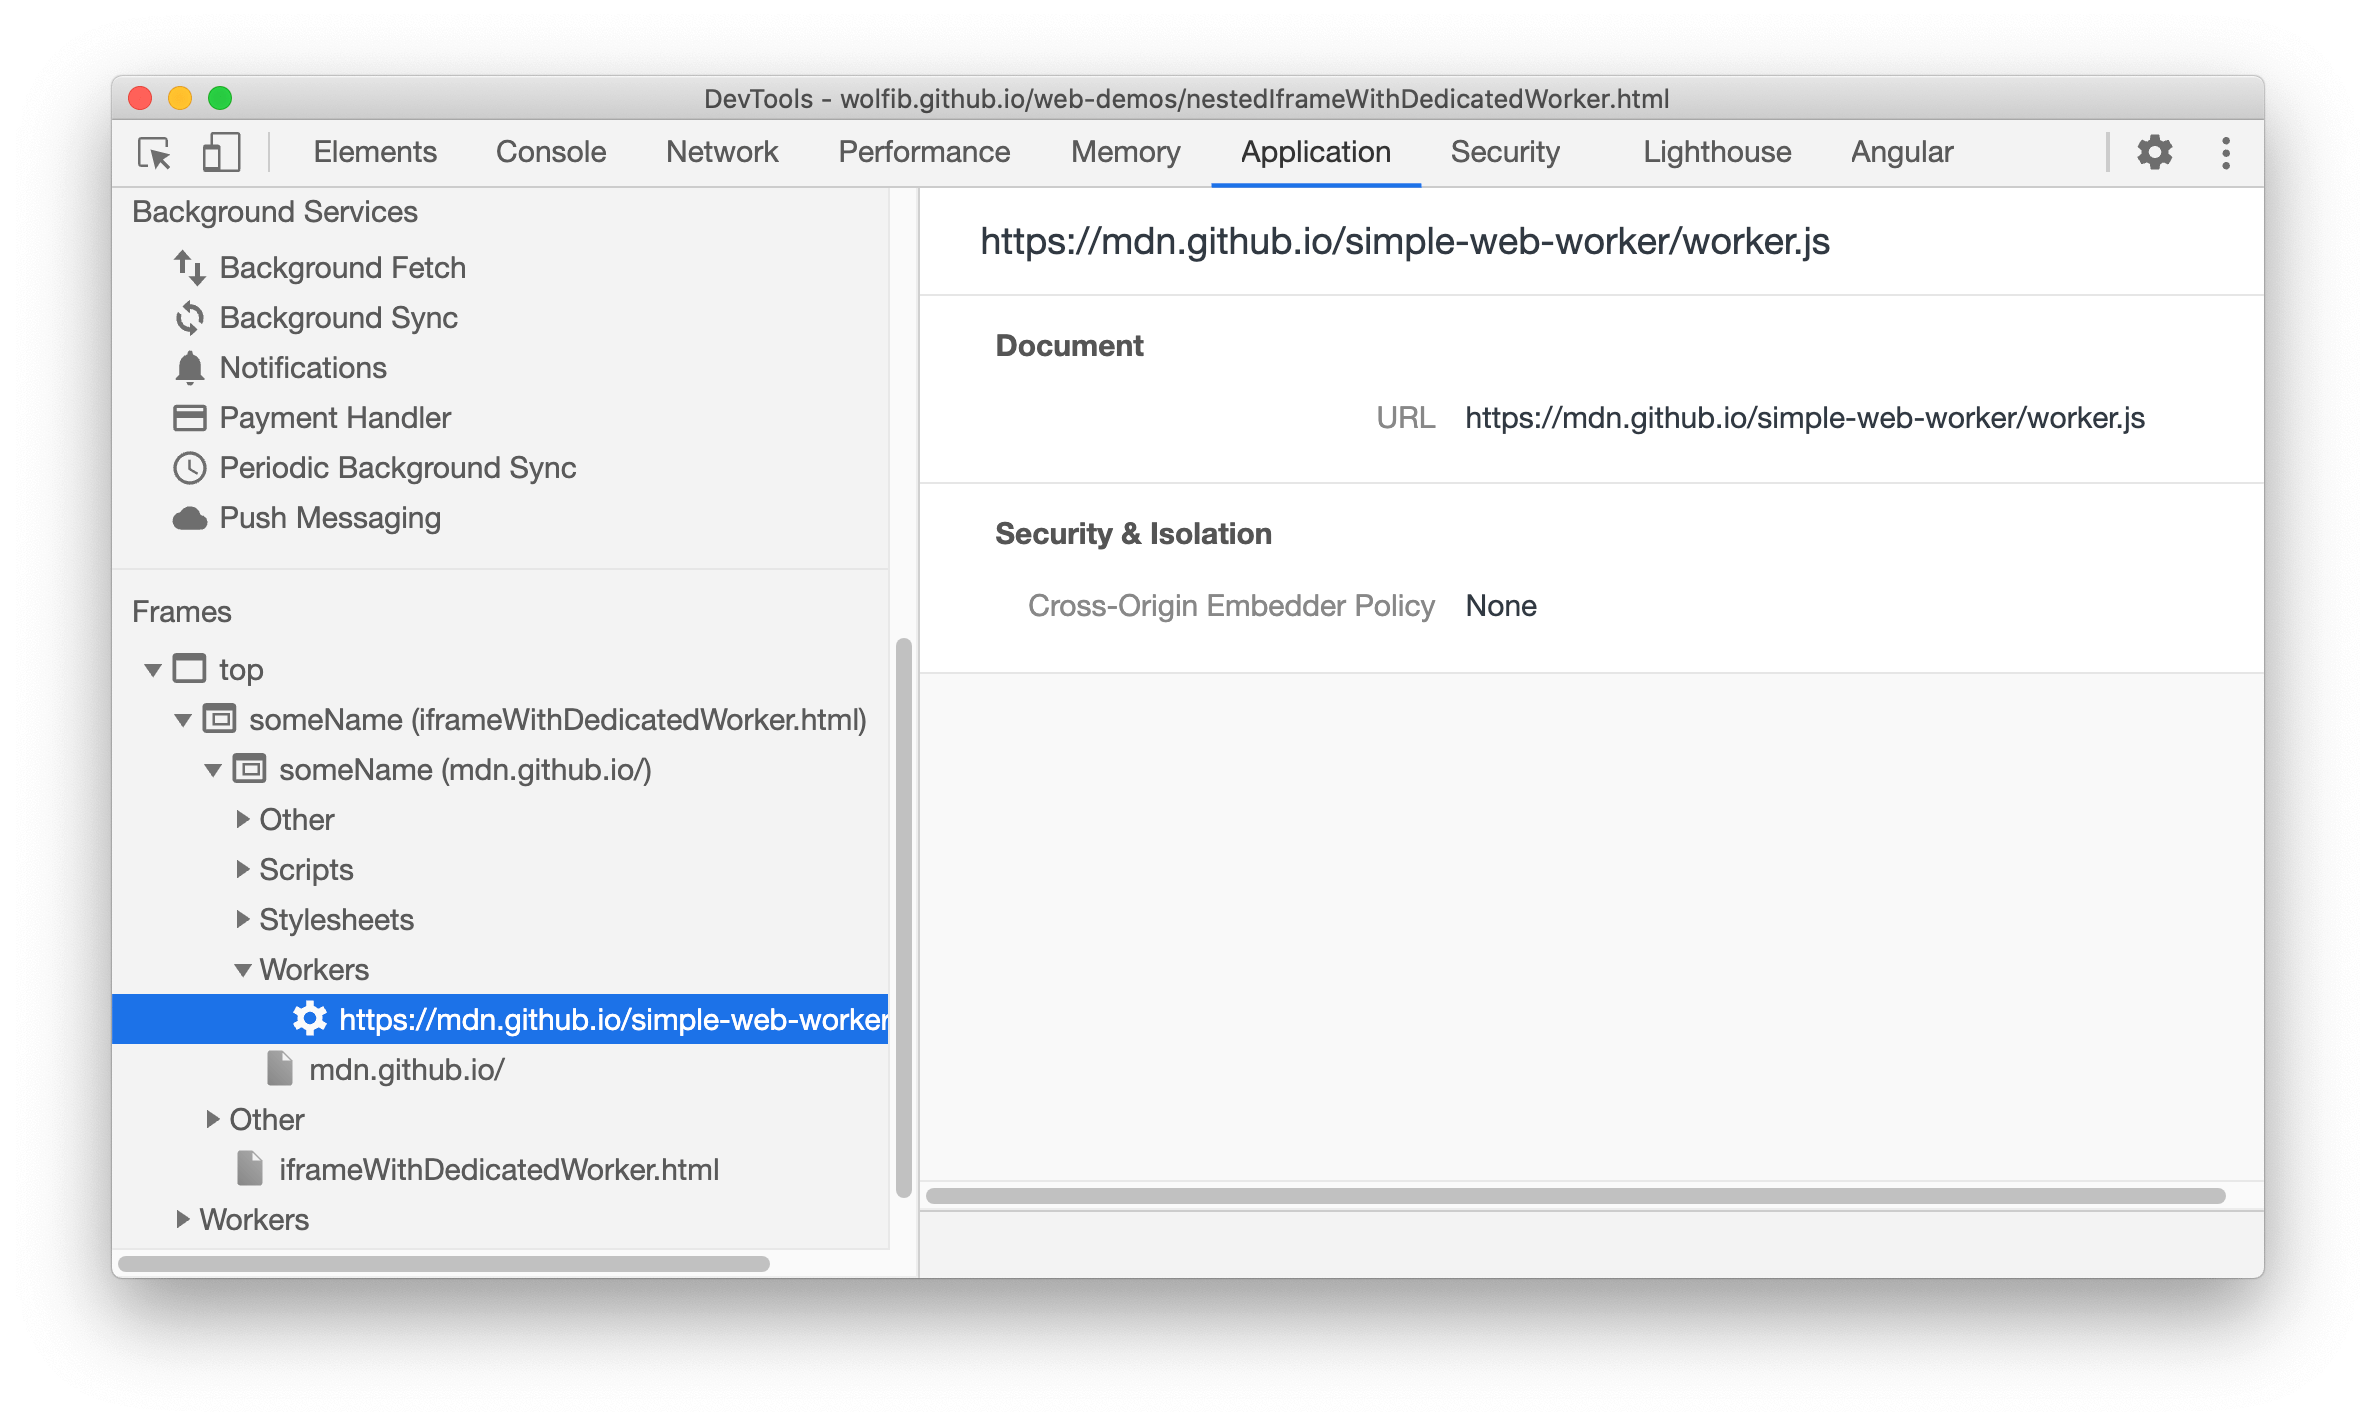 DevTools - wolfib.github.io/web-demos/nestedIframeWithDedicatedWorker.html
Elements Console Network Performance Memory Application Security Lighthouse Angular
Background Services
Background Fetch
Background Sync
Notifications
Payment Handler
Periodic Background Sync
Push Messaging
Frames
top
someName (iframeWithDedicatedWorker.html)
someName (mdn.github.io/)
Other
Scripts
Stylesheets
Workers
https://mdn.github.io/simple-web-worker
mdn.github.io/
Other
iframeWithDedicatedWorker.html
Workers
https://mdn.github.io/simple-web-worker/worker.js
Document
URL https://mdn.github.io/simple-web-worker/worker.js
Security & Isolation
Cross-Origin Embedder Policy None